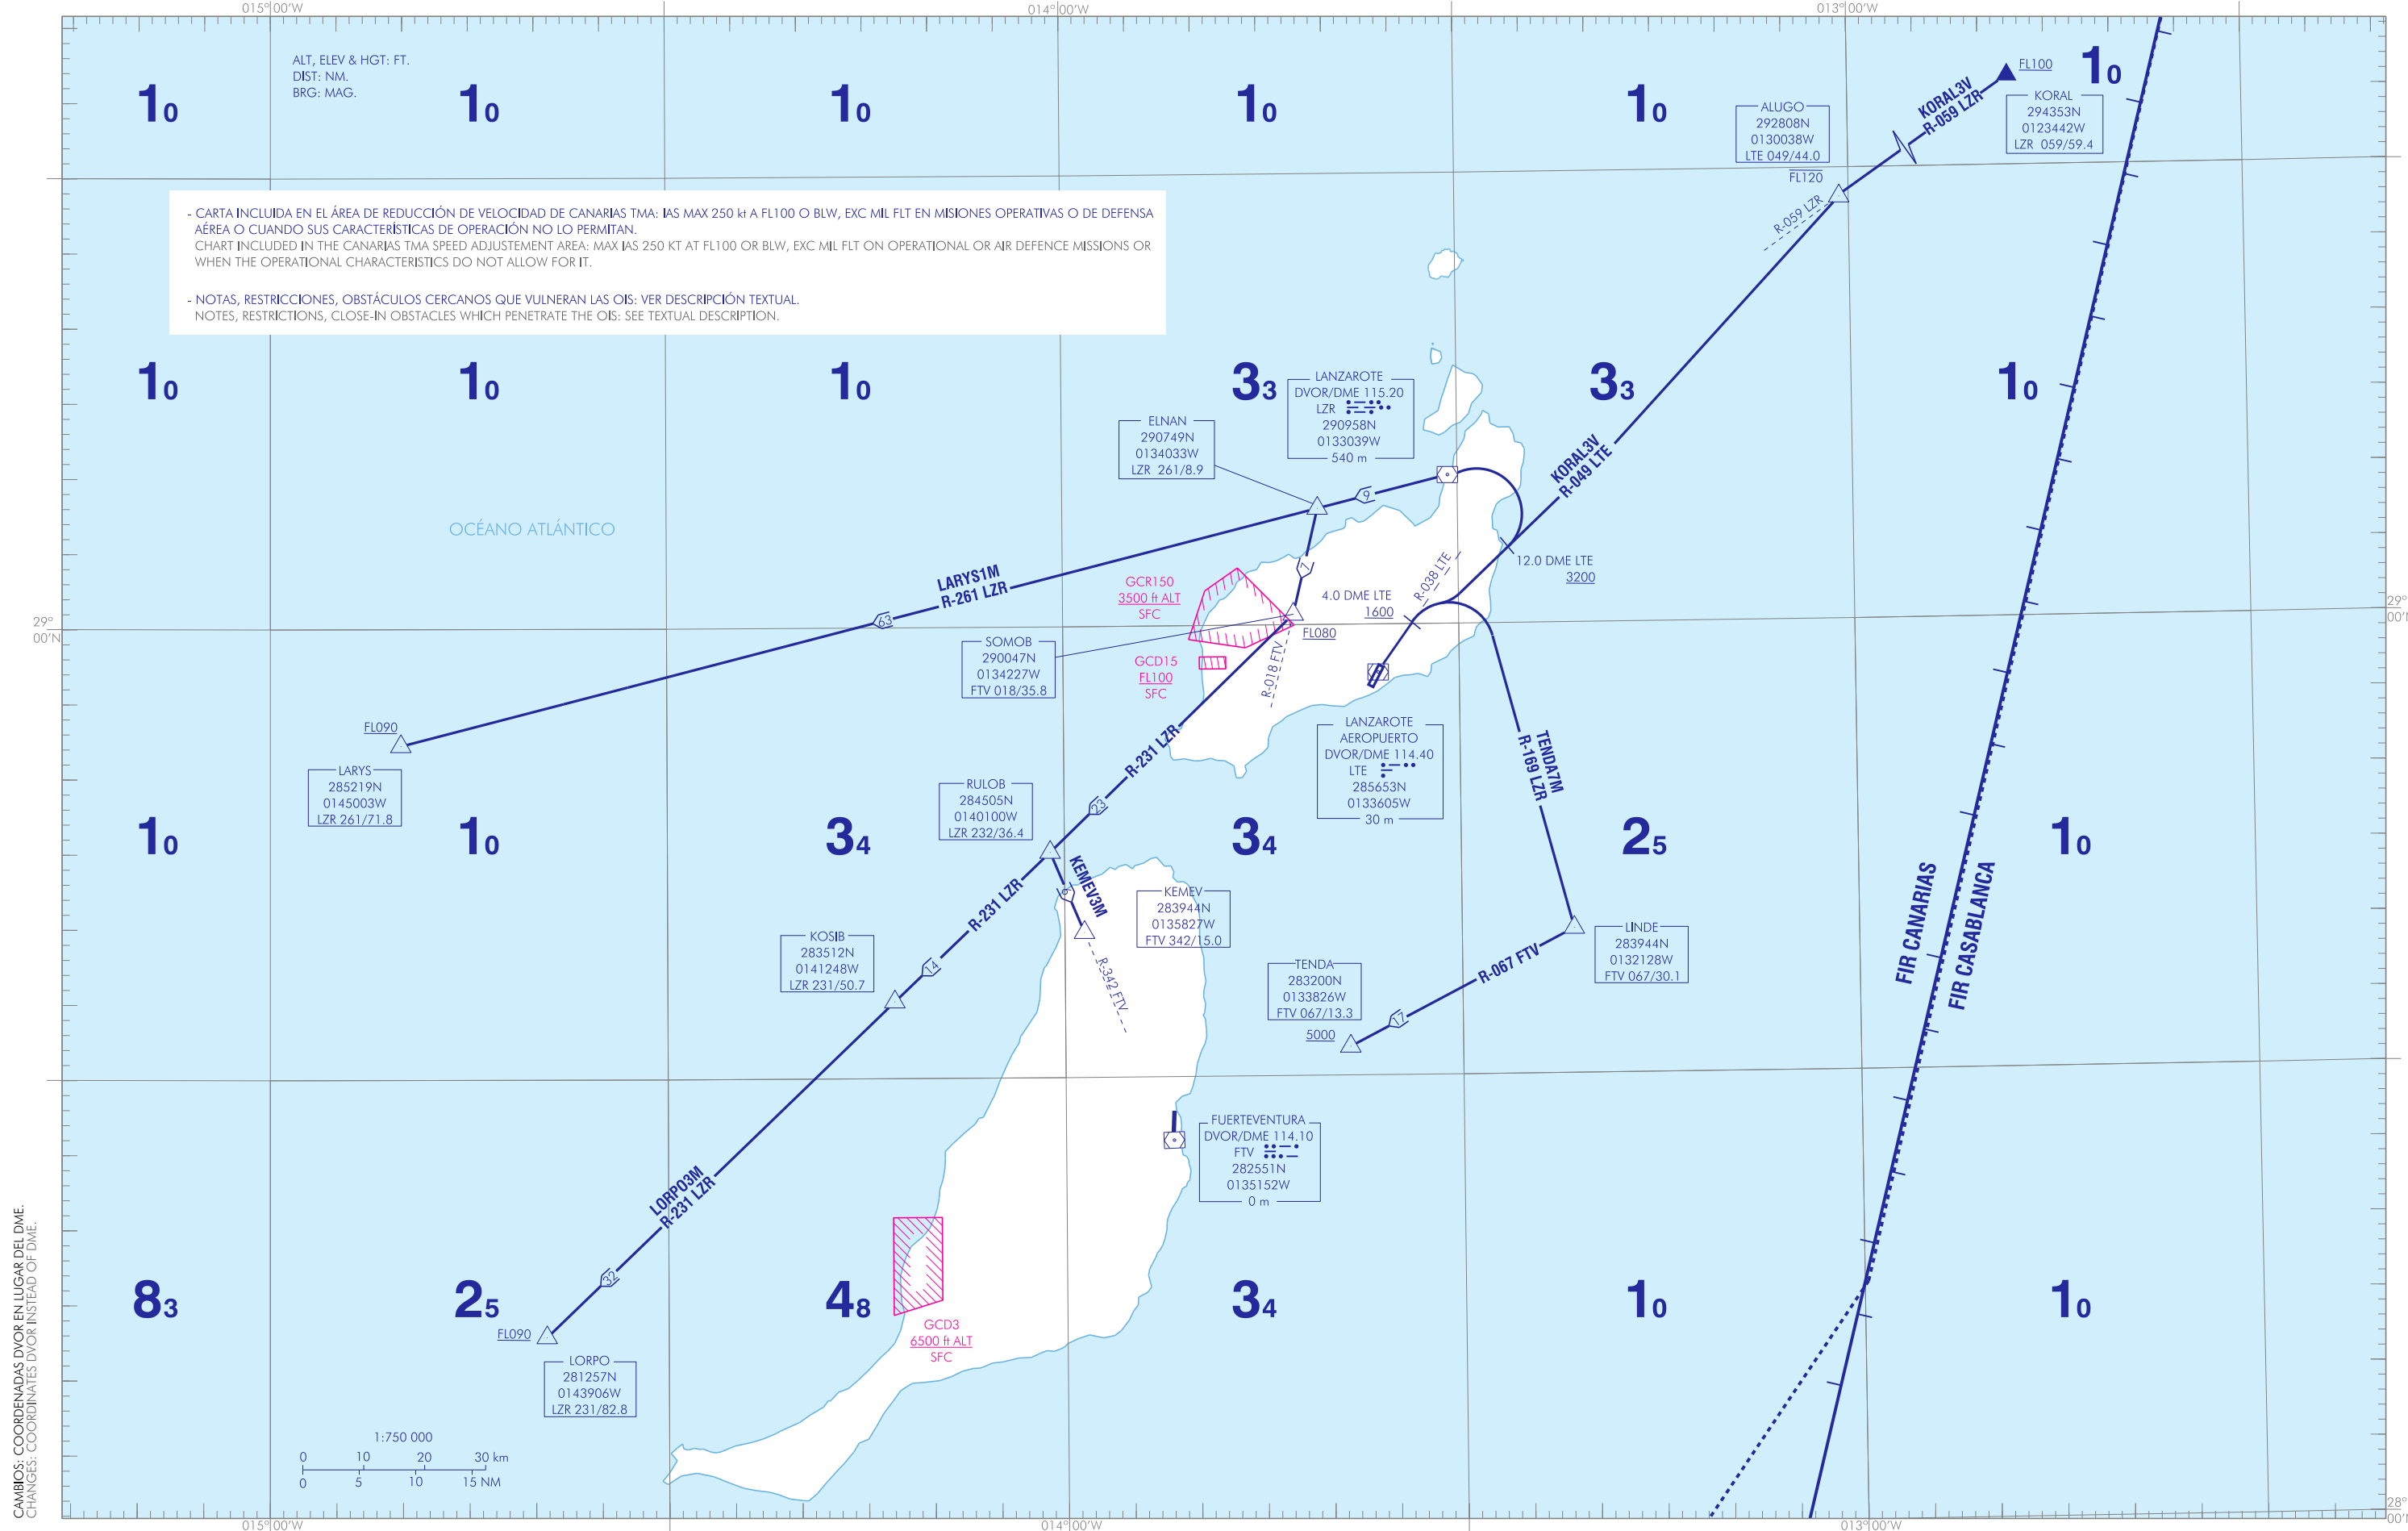 015°00'W
014°00'W
013°00'W
ALT, ELEV & HGT: FT.
DIST: NM.
BRG: MAG.
10
10
10
10
10
10
FL100
KORAL
294353N
0123442W
LZR 059/59.4
KORAL3V
R-059 LZR
ALUGO
292808N
0130038W
LTE 049/44.0
FL120
R-059 LZR
- CARTA INCLUIDA EN EL ÁREA DE REDUCCIÓN DE VELOCIDAD DE CANARIAS TMA: IAS MAX 250 kt A FL100 O BLW, EXC MIL FLT EN MISIONES OPERATIVAS O DE DEFENSA
AÉREA O CUANDO SUS CARACTERÍSTICAS DE OPERACIÓN NO LO PERMITAN.
CHART INCLUDED IN THE CANARIAS TMA SPEED ADJUSTEMENT AREA: MAX IAS 250 KT AT FL100 OR BLW, EXC MIL FLT ON OPERATIONAL OR AIR DEFENCE MISSIONS OR
WHEN THE OPERATIONAL CHARACTERISTICS DO NOT ALLOW FOR IT.
- NOTAS, RESTRICCIONES, OBSTÁCULOS CERCANOS QUE VULNERAN LAS OIS: VER DESCRIPCIÓN TEXTUAL.
NOTES, RESTRICTIONS, CLOSE-IN OBSTACLES WHICH PENETRATE THE OIS: SEE TEXTUAL DESCRIPTION.
10
10
10
33
33
10
LANZAROTE
DVOR/DME 115.20
LZR
290958N
0133039W
540 m
ELNAN
290749N
0134033W
LZR 261/8.9
KORAL3V
R-049 LTE
9
OCÉANO ATLÁNTICO
12.0 DME LTE
3200
7
R-038 LTE
LARYS1M
R-261 LZR
63
GCR150
3500 ft ALT
SFC
4.0 DME LTE
1600
29°
00'N
29°
00'N
FL080
SOMOB
290047N
0134227W
FTV 018/35.8
GCD15
FL100
SFC
R-018 FTV
FL090
LARYS
285219N
0145003W
LZR 261/71.8
LANZAROTE
AEROPUERTO
DVOR/DME 114.40
LTE
285653N
0133605W
30 m
TENDA7M
R-169 LZR
R-231 LZR
23
RULOB
284505N
0140100W
LZR 232/36.4
10
10
34
34
25
10
KEMEV3M
6
KEMEV
283944N
0135827W
FTV 342/15.0
R-342 FTV
R-231 LZR
14
KOSIB
283512N
0141248W
LZR 231/50.7
LINDE
283944N
0132128W
FTV 067/30.1
R-067 FTV
17
TENDA
283200N
0133826W
FTV 067/13.3
5000
FIR CANARIAS
FIR CASABLANCA
FUERTEVENTURA
DVOR/DME 114.10
FTV
282551N
0135152W
0 m
LORPO3M
R-231 LZR
32
83
25
48
34
10
10
GCD3
6500 ft ALT
SFC
FL090
LORPO
281257N
0143906W
LZR 231/82.8
1:750 000
0 10 20 30 km
0 5 10 15 NM
28°
00'N
015°00'W
014°00'W
013°00'W
CAMBIOS: COORDENADAS DVOR EN LUGAR DEL DME.
CHANGES: COORDINATES DVOR INSTEAD OF DME.